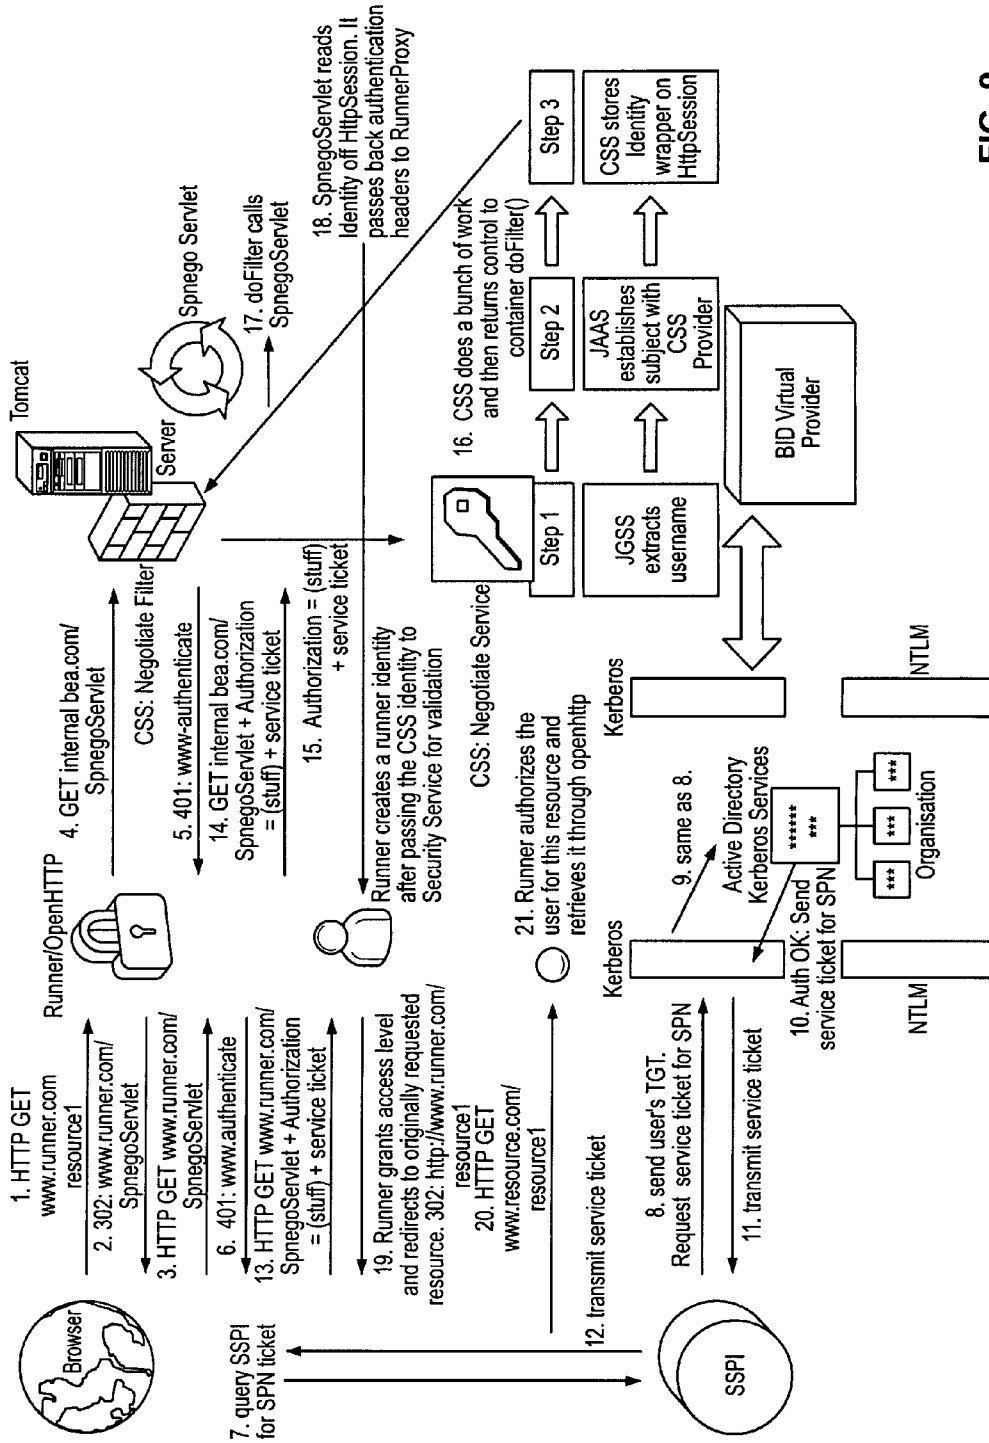 Browser
1. HTTP GET
www.runner.com
resource1
2. 302: www.runner.com/
SpnegoServlet
3. HTTP GET www.runner.com/
SpnegoServlet
6. 401: www.authenticate
13. HTTP GET www.runner.com/
SpnegoServlet + Authorization
= (stuff) + service ticket
19. Runner grants access level
and redirects to originally requested
resource. 302: http://www.runner.com/
resource1
20. HTTP GET
www.resource.com/
resource1
7. query SSPI
for SPN ticket
12. transmit service ticket
SSPI
8. send user's TGT.
Request service ticket for SPN
11. transmit service ticket
Runner/OpenHTTP
4. GET internal bea.com/
SpnegoServlet
CSS: Negotiate Filter
5. 401: www-authenticate
14. GET internal bea.com/
SpnegoServlet + Authorization
= (stuff) + service ticket
15. Authorization = (stuff)
+ service ticket
Runner creates a runner identity
after passing the CSS identity to
Security Service for validation
21. Runner authorizes the
user for this resource and
retrieves it through openhttp
Kerberos
9. same as 8.
Active Directory
Kerberos Services
******
***
10. Auth OK: Send
service ticket for SPN
***
***
***
Organisation
NTLM
Kerberos
NTLM
Tomcat
Server
Spnego Servlet
17. doFilter calls
SpnegoServlet
18. SpnegoServlet reads
Identity off HttpSession. It
passes back authentication
headers to RunnerProxy
CSS: Negotiate Service
16. CSS does a bunch of work
and then returns control to
container doFilter()
Step 1
Step 2
Step 3
JGSS
extracts
username
JAAS
establishes
subject with
CSS
Provider
CSS stores
Identity
wrapper on
HttpSession
BID Virtual
Provider